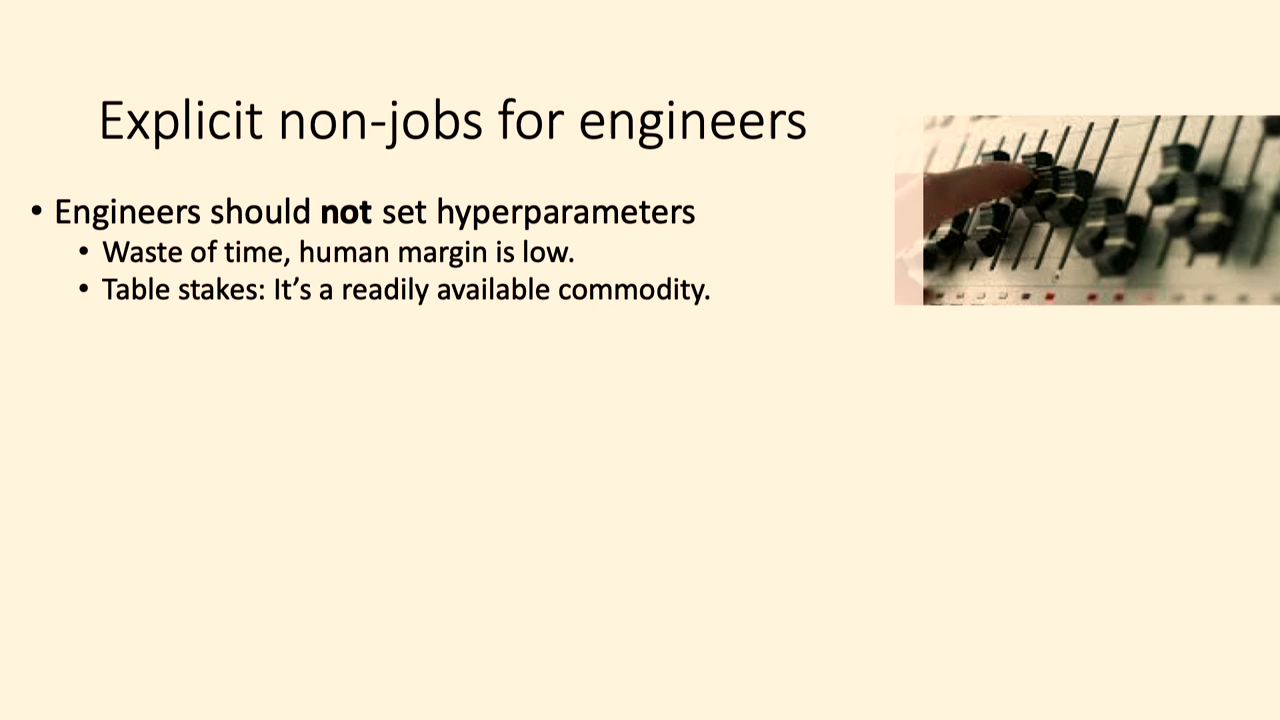 Explicit non-jobs for engineers
• Engineers should not set hyperparameters
• Waste of time, human margin is low.
• Table stakes: It’s a readily available commodity.